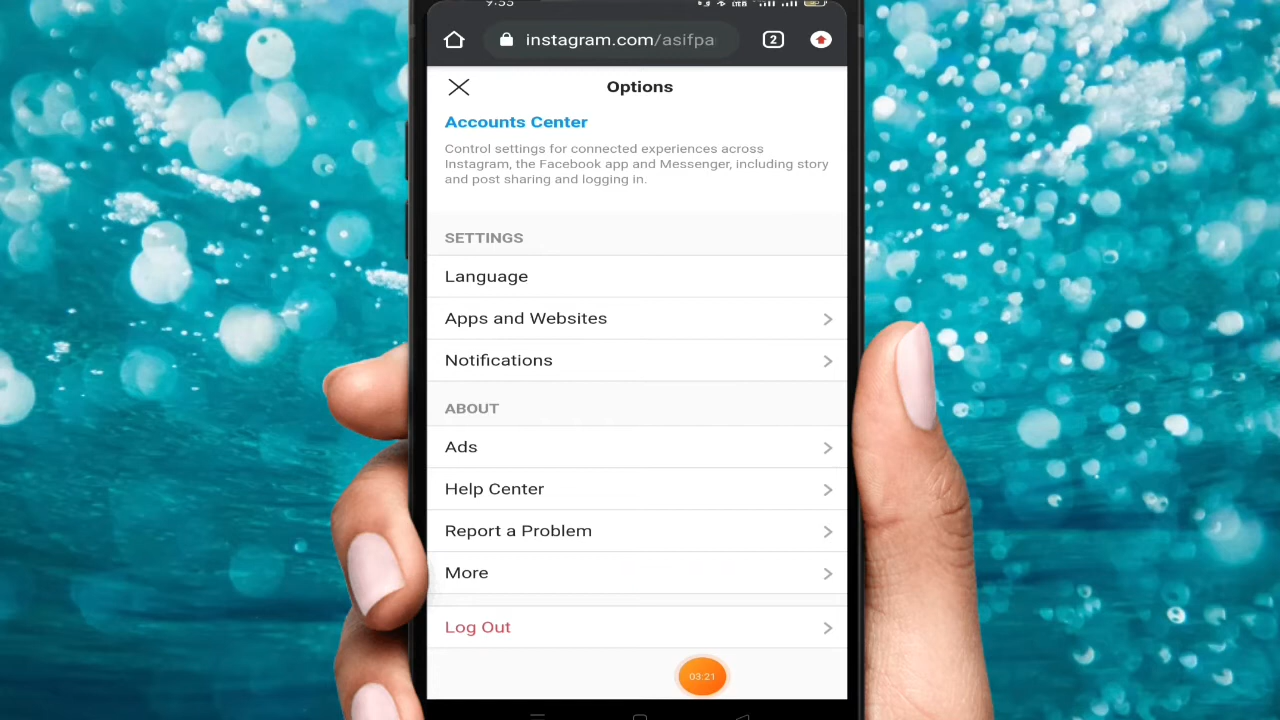 9:55
2
instagram.com/asifpa
Options
Accounts Center
Control settings for connected experiences across
Instagram, the Facebook app and Messenger, including story
and post sharing and logging in.
SETTINGS
Language
Apps and Websites
Notifications
ABOUT
Ads
Help Center
Report a Problem
More
Log Out
03:21